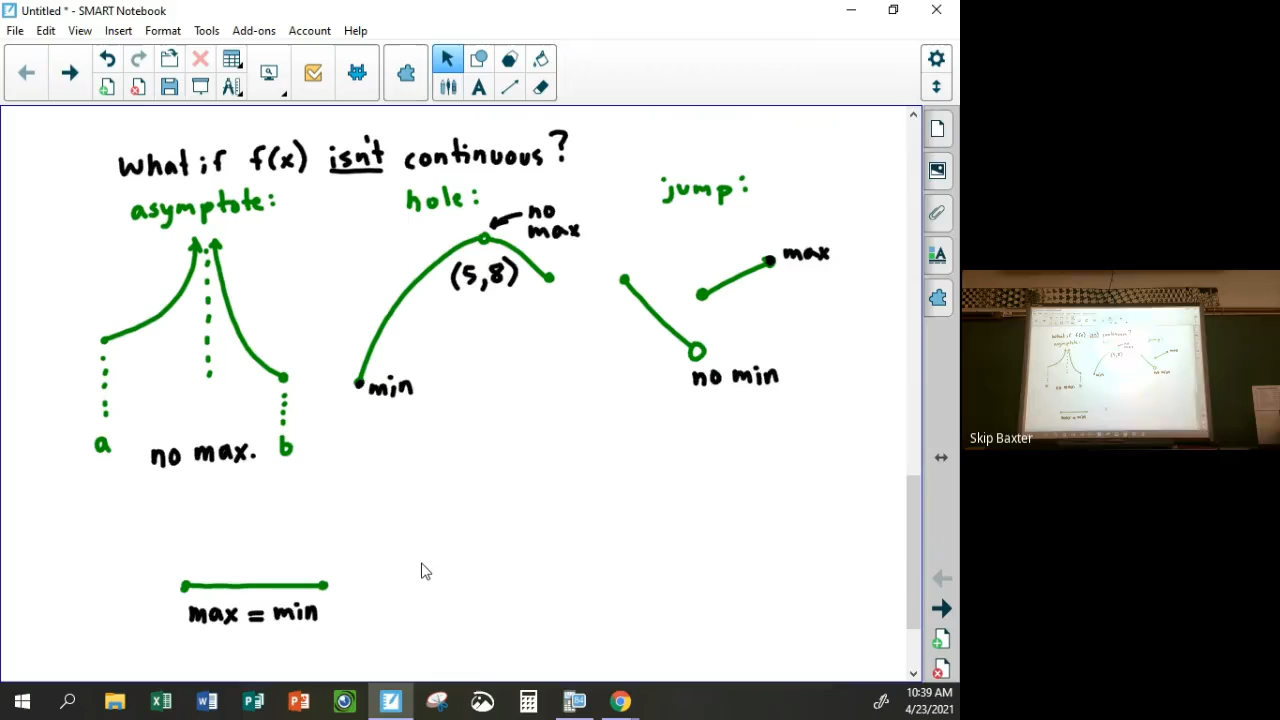 Untitled * - SMART Notebook
File Edit View Insert Format Tools Add-ons Account Help
What if f(x) isn't continuous?
asymptote: hole: jump:
no
max
max
(5,8)
min
no min
a no max. b
max = min
Skip Baxter
10:39 AM
4/23/2021